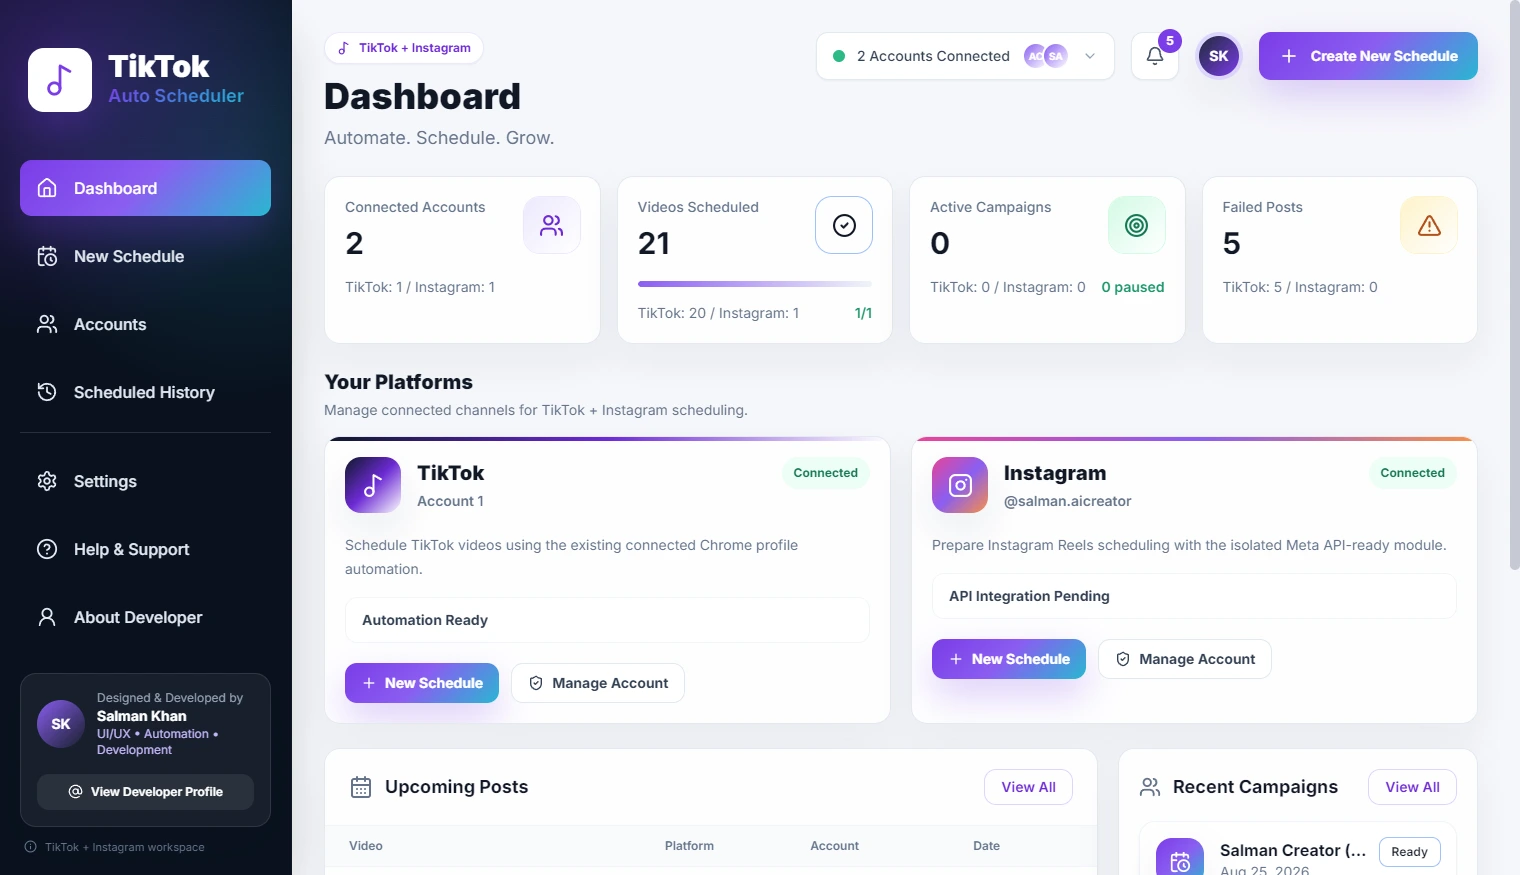 TikTok
Auto Scheduler
Dashboard
New Schedule
Accounts
Scheduled History
Settings
Help & Support
About Developer
SK
Designed & Developed by
Salman Khan
UI/UX • Automation •
Development
View Developer Profile
TikTok + Instagram workspace
TikTok + Instagram
Dashboard
Automate. Schedule. Grow.
2 Accounts Connected
AC SA
5
SK
Create New Schedule
Connected Accounts
2
TikTok: 1 / Instagram: 1
Videos Scheduled
21
TikTok: 20 / Instagram: 1 1/1
Active Campaigns
0
TikTok: 0 / Instagram: 0 0 paused
Failed Posts
5
TikTok: 5 / Instagram: 0
Your Platforms
Manage connected channels for TikTok + Instagram scheduling.
TikTok
Connected
Account 1
Schedule TikTok videos using the existing connected Chrome profile
automation.
Automation Ready
New Schedule
Manage Account
Instagram
Connected
@salman.aicreator
Prepare Instagram Reels scheduling with the isolated Meta API-ready module.
API Integration Pending
New Schedule
Manage Account
Upcoming Posts
View All
Video Platform Account Date
Recent Campaigns
View All
Salman Creator (...
Ready
Aug 25, 2026